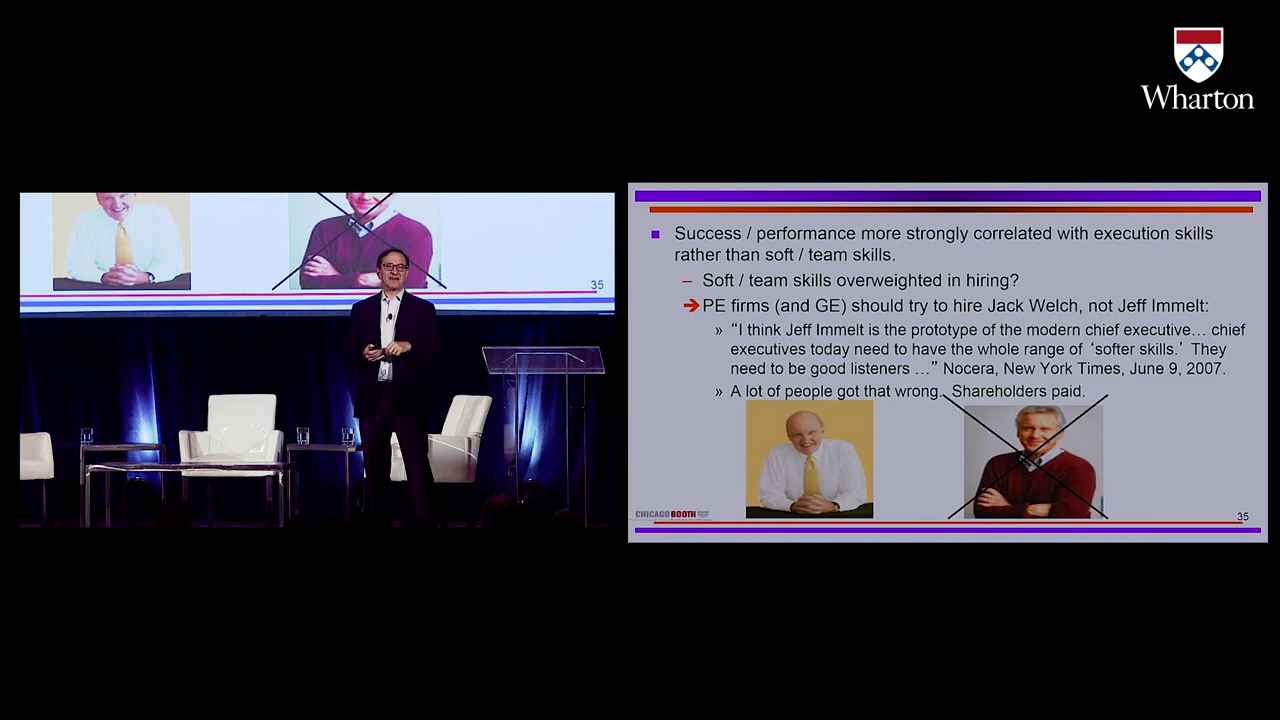 Wharton
35
Success / performance more strongly correlated with execution skills
rather than soft / team skills.
– Soft / team skills overweighted in hiring?
➔ PE firms (and GE) should try to hire Jack Welch, not Jeff Immelt:
» “I think Jeff Immelt is the prototype of the modern chief executive… chief
executives today need to have the whole range of ‘softer skills.’ They
need to be good listeners …” Nocera, New York Times, June 9, 2007.
» A lot of people got that wrong. Shareholders paid.
CHICAGO BOOTH
35